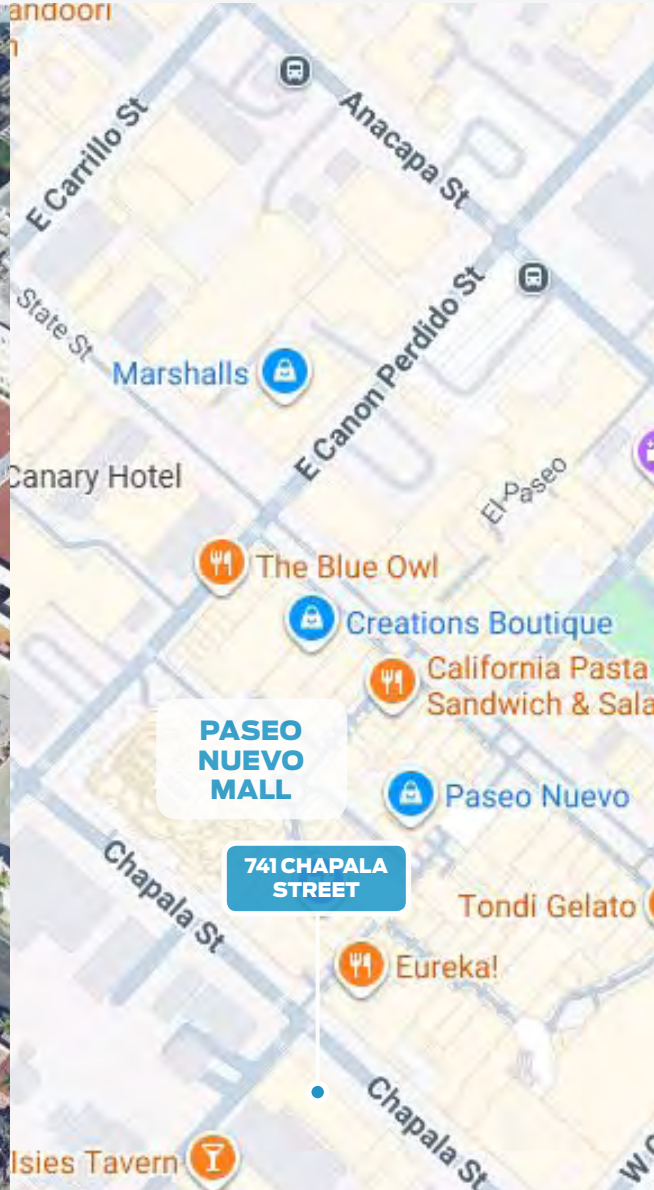 andoori
E Carrillo St
Anacapa St
State St
Marshalls
E Canon Perdido St
Canary Hotel
El Paseo
The Blue Owl
Creations Boutique
California Pasta
Sandwich & Sala
PASEO
NUEVO
MALL
Paseo Nuevo
741 CHAPALA
STREET
Chapala St
Tondi Gelato
Eureka!
Chapala St
lsies Tavern
W C